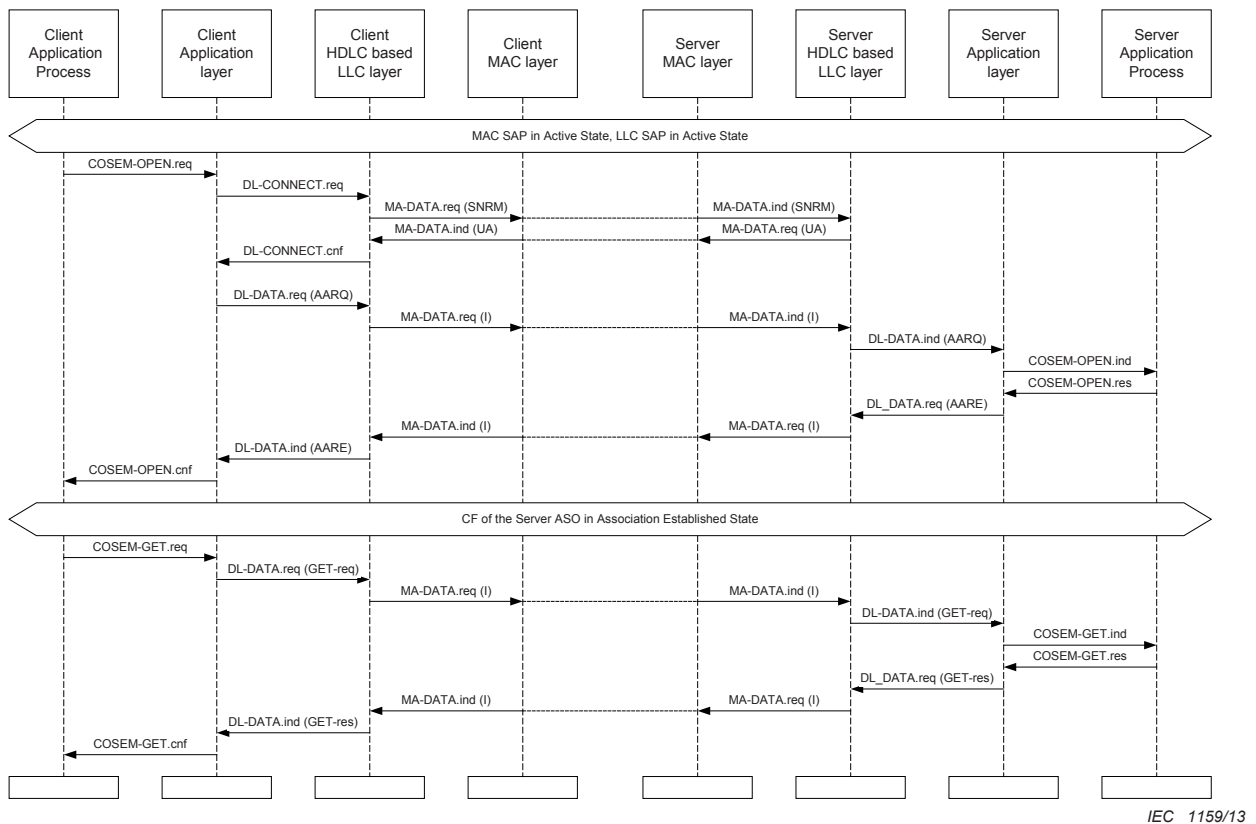 Client
Application
Process
Client
Application
layer
Client
HDLC based
LLC layer
Client
MAC layer
Server
MAC layer
Server
HDLC based
LLC layer
Server
Application
layer
Server
Application
Process
MAC SAP in Active State, LLC SAP in Active State
COSEM-OPEN.req
DL-CONNECT.req
MA-DATA.req (SNRM)
MA-DATA.ind (SNRM)
MA-DATA.ind (UA)
MA-DATA.req (UA)
DL-CONNECT.cnf
DL-DATA.req (AARQ)
MA-DATA.req (I)
MA-DATA.ind (I)
DL-DATA.ind (AARQ)
COSEM-OPEN.ind
COSEM-OPEN.res
DL_DATA.req (AARE)
MA-DATA.ind (I)
MA-DATA.req (I)
DL-DATA.ind (AARE)
COSEM-OPEN.cnf
CF of the Server ASO in Association Established State
COSEM-GET.req
DL-DATA.req (GET-req)
MA-DATA.req (I)
MA-DATA.ind (I)
DL-DATA.ind (GET-req)
COSEM-GET.ind
COSEM-GET.res
DL_DATA.req (GET-res)
MA-DATA.ind (I)
MA-DATA.req (I)
DL-DATA.ind (GET-res)
COSEM-GET.cnf
IEC 1159/13